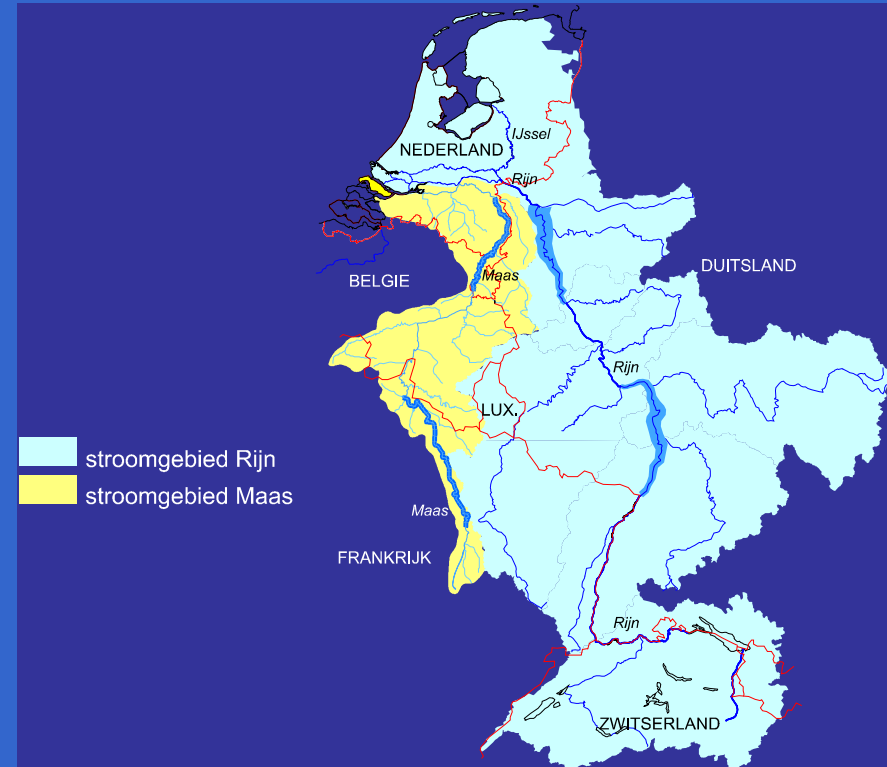 IJssel
NEDERLAND
Rijn
DUITSLAND
Maas
BELGIE
Rijn
LUX.
stroomgebied Rijn
stroomgebied Maas
Maas
FRANKRIJK
Rijn
ZWITSERLAND